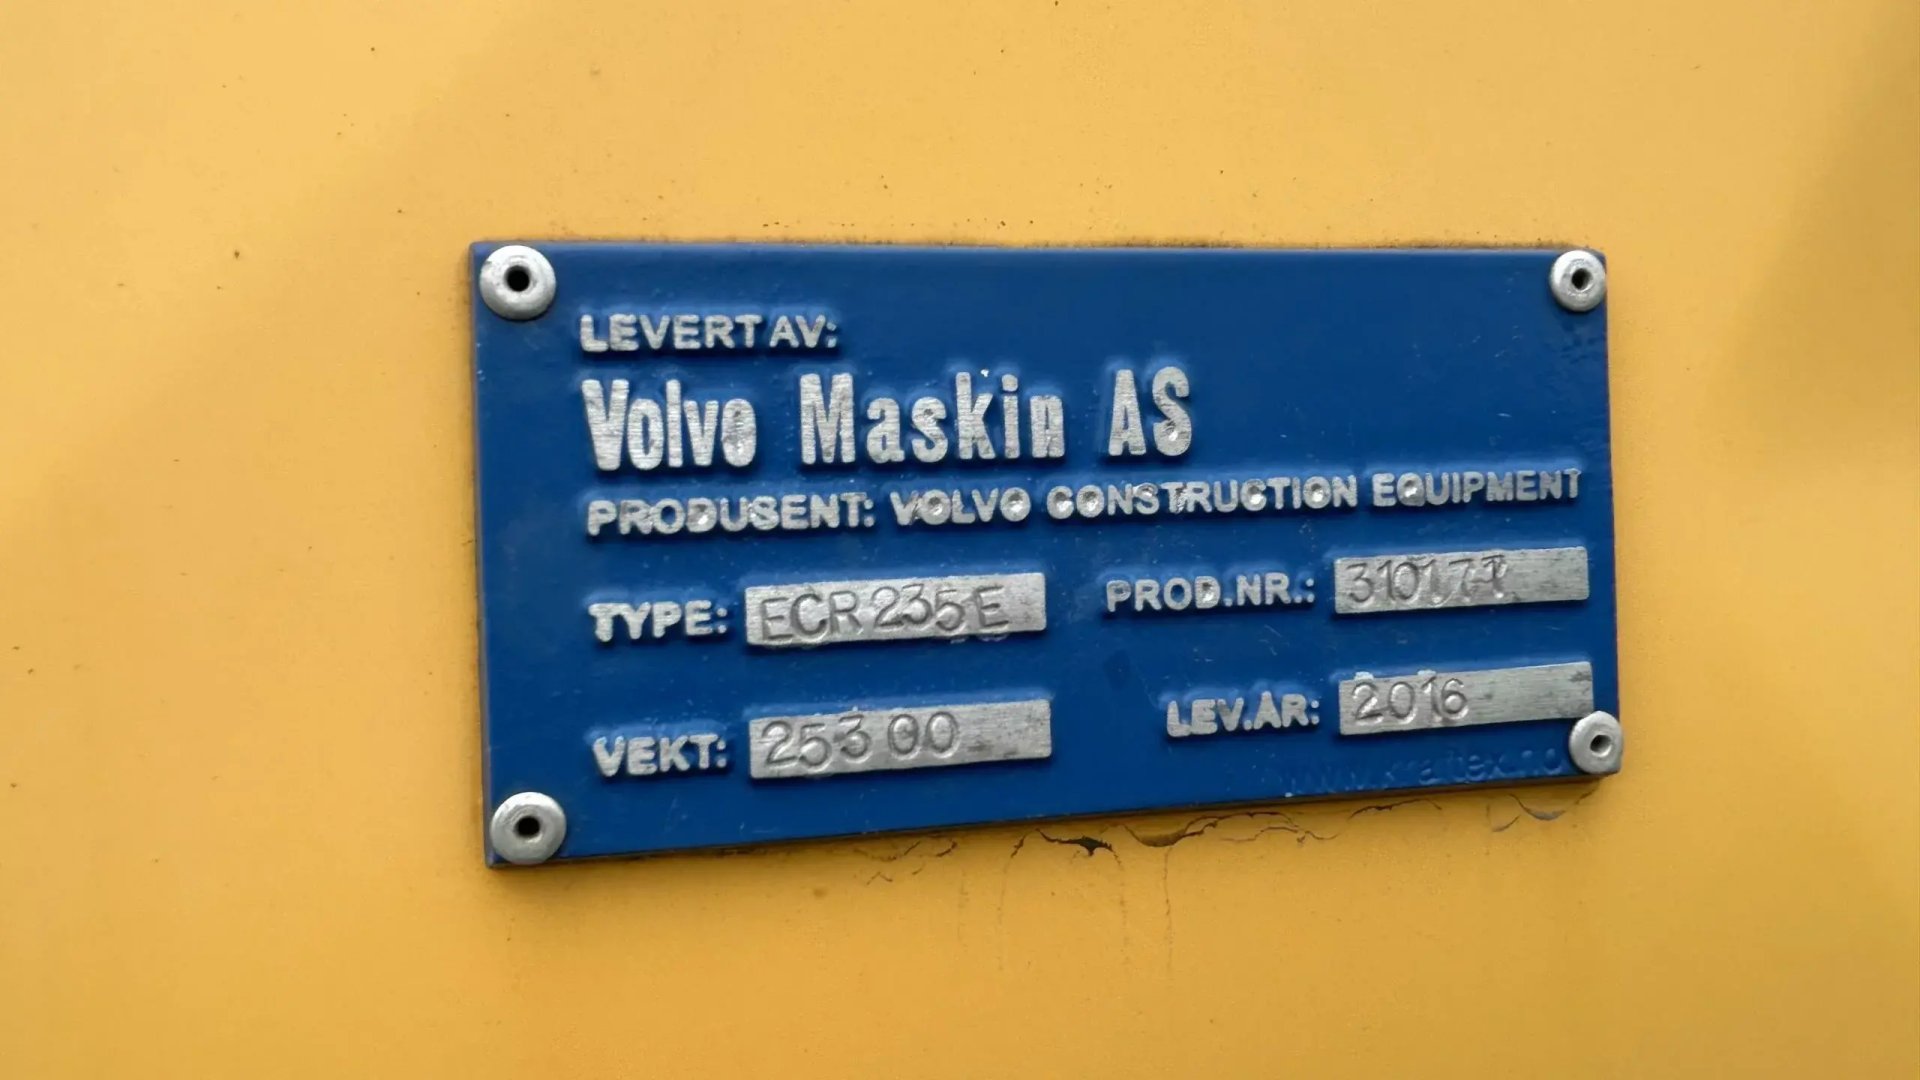 LEVERT AV:
Volvo Maskin AS
PRODUSENT: VOLVO CONSTRUCTION EQUIPMENT
TYPE: ECR235E PROD.NR.:
VEKT: 25300 LEV.ÅR: 2016